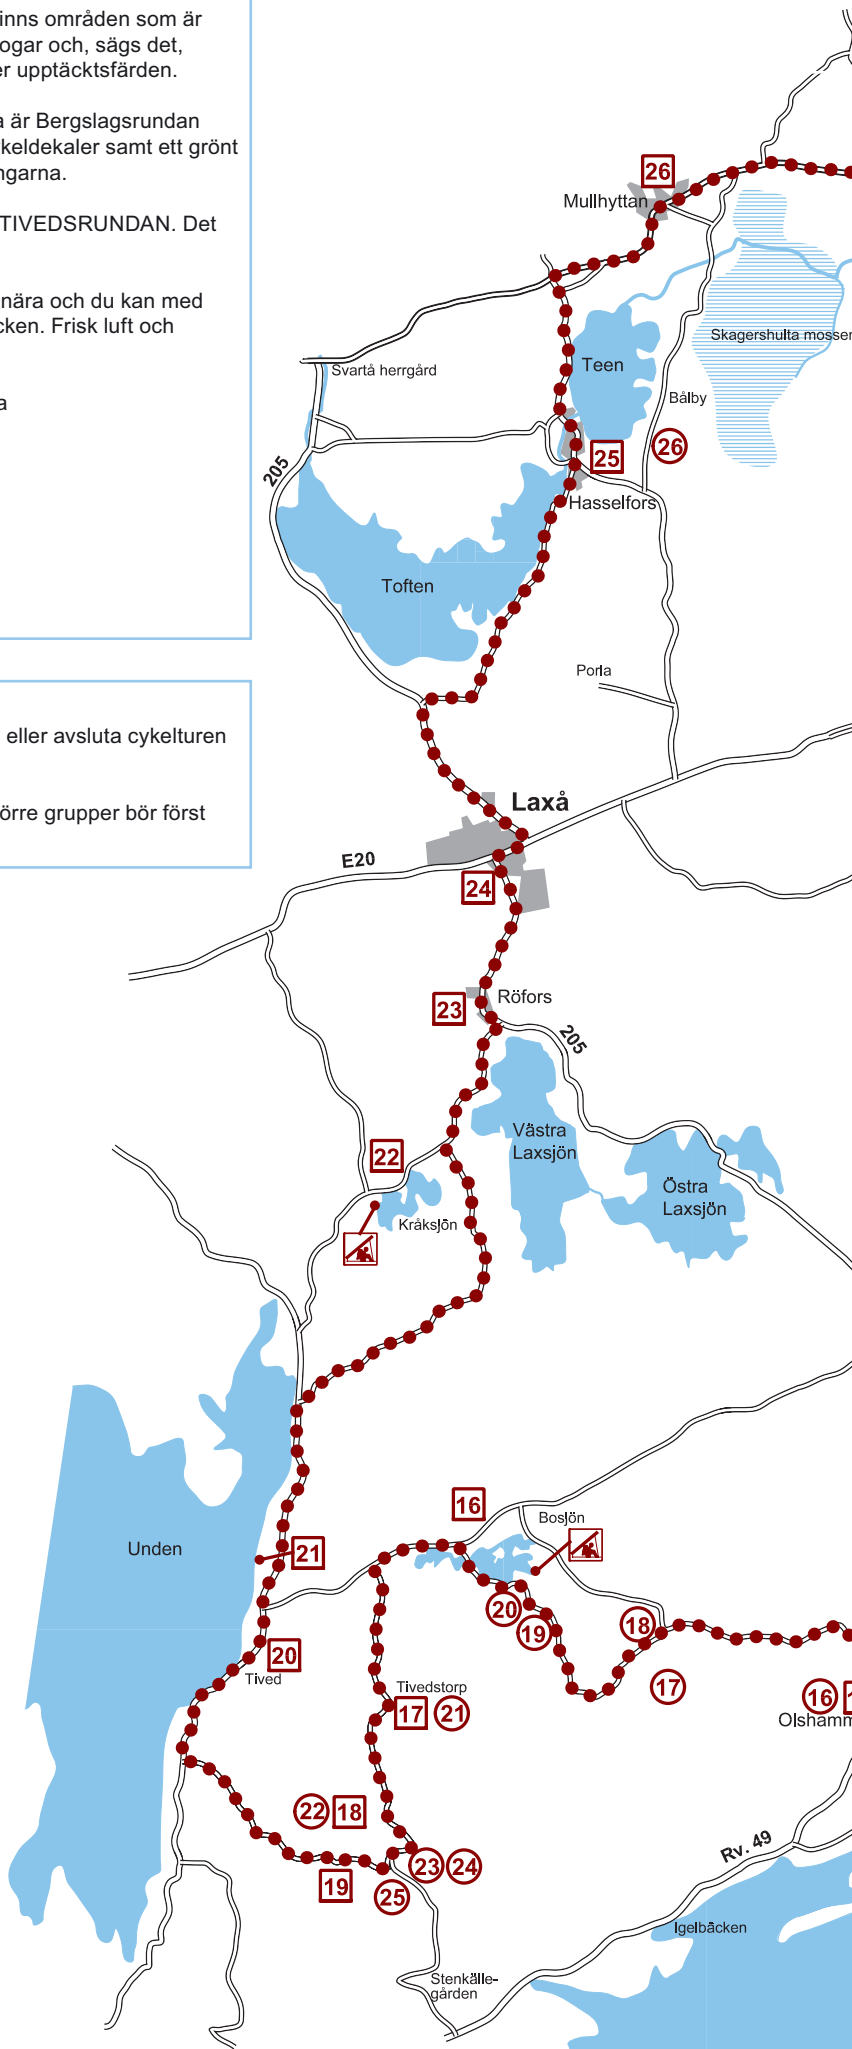 inns områden som är
ogar och, sägs det,
er upptäcktsfärden.
a är Bergslagsrundan
keldekaler samt ett grönt
ngarna.
TIVEDSRUNDAN. Det
nära och du kan med
cken. Frisk luft och
a
eller avsluta cykelturen
örre grupper bör först
26
Mullhyttan
Skagershulta mossen
Teen
Svartå herrgård
Bålby
26
25
205
Hasselfors
Toften
Porla
Laxå
E20
24
Röfors
23
205
Västra
Laxsjön
22
Östra
Laxsjön
Kråksjön
16
Bosjön
Unden
21
20
19
18
20
Tived
Tivedstorp
17
21
17
16
1
Olshamm
22
18
Rv. 49
23
24
19
25
Igelbäcken
Stenkälle-
gården